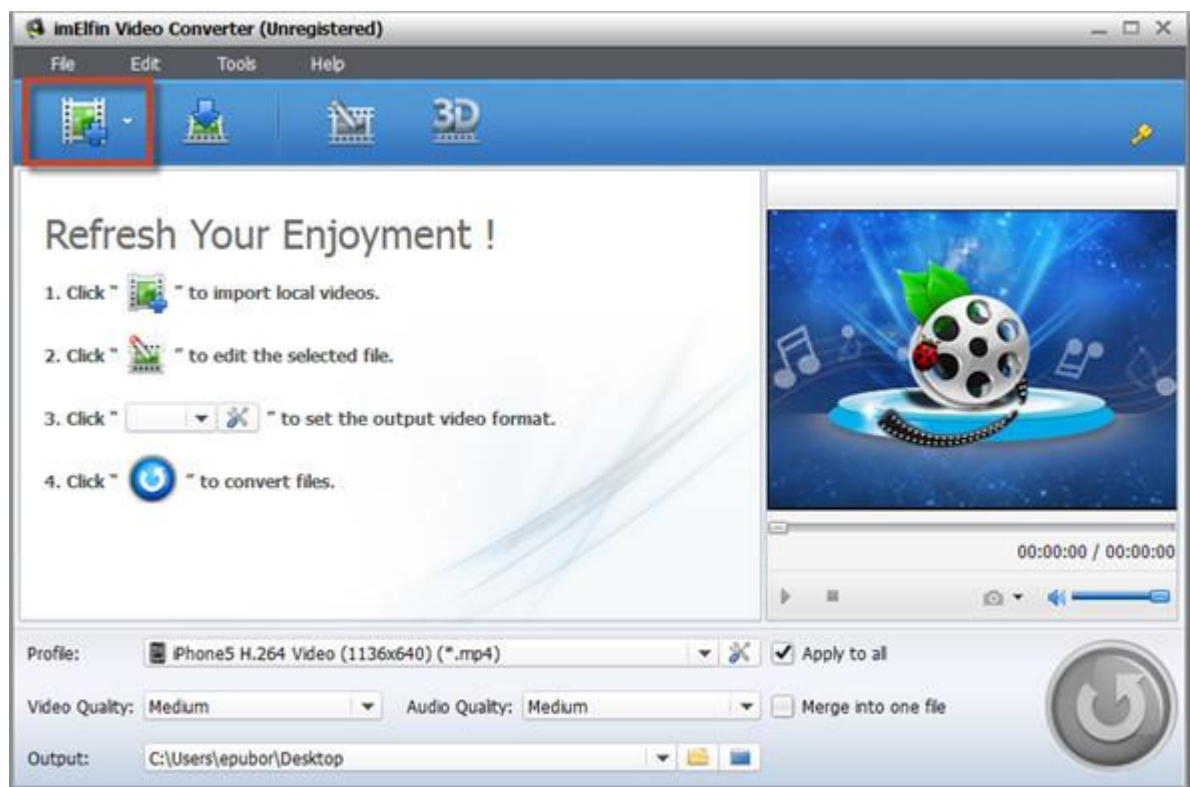 imElfin Video Converter (Unregistered)
File Edit Tools Help
3D
Refresh Your Enjoyment !
1. Click " " to import local videos.
2. Click " " to edit the selected file.
3. Click " " to set the output video format.
4. Click " " to convert files.
00:00:00 / 00:00:00
Profile: iPhone5 H.264 Video (1136x640) (*.mp4) Apply to all
Video Quality: Medium Audio Quality: Medium Merge into one file
Output: C:\Users\epubor\Desktop